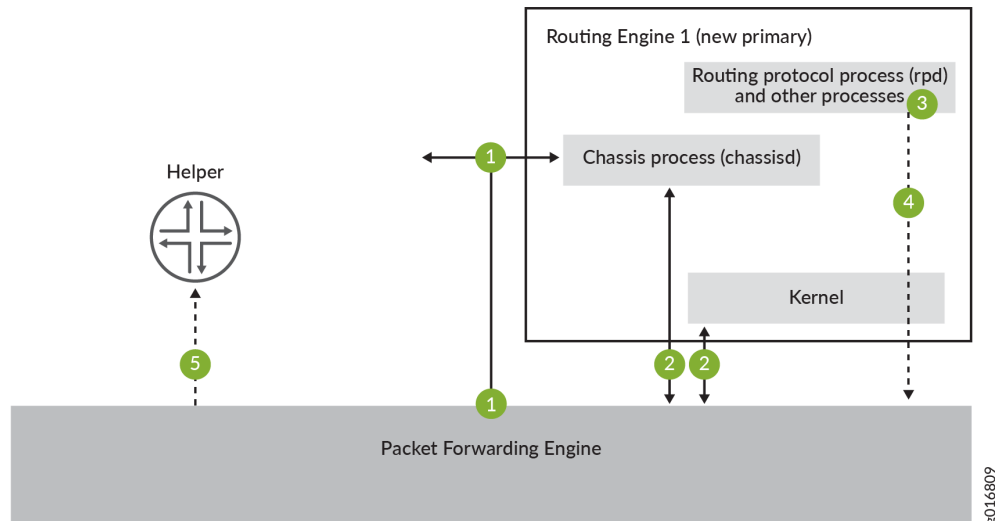 Routing Engine 1 (new primary)
Routing protocol process (rpd)
and other processes
3
1
Chassis process (chassisd)
Helper
4
Kernel
5
2
2
1
Packet Forwarding Engine
g016809